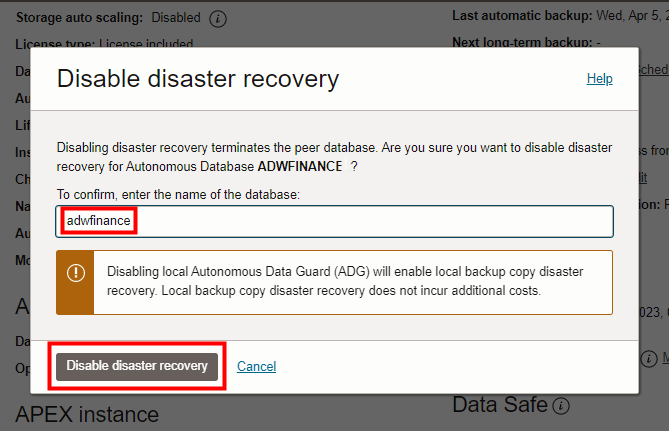 Storage auto scaling: Disabled
Last automatic backup: Wed, Apr 5, 2
License type: License included
Next long-term backup: -
Disable disaster recovery
Help
Disabling disaster recovery terminates the peer database. Are you sure you want to disable disaster
recovery for Autonomous Database ADWFINANCE ?
To confirm, enter the name of the database:
adwfinance
Disabling local Autonomous Data Guard (ADG) will enable local backup copy disaster
recovery. Local backup copy disaster recovery does not incur additional costs.
Disable disaster recovery
Cancel
APEX instance
Data Safe